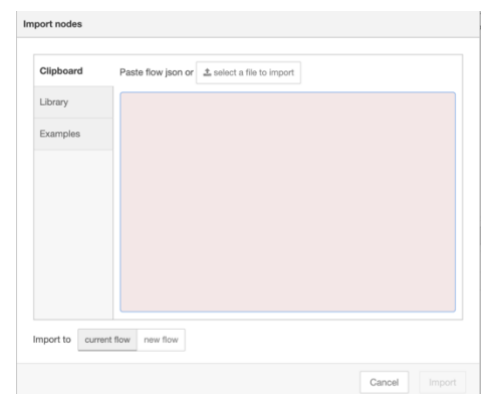 Import nodes
Clipboard
Paste flow json or select a file to import
Library
Examples
Import to current flow new flow
Cancel Import